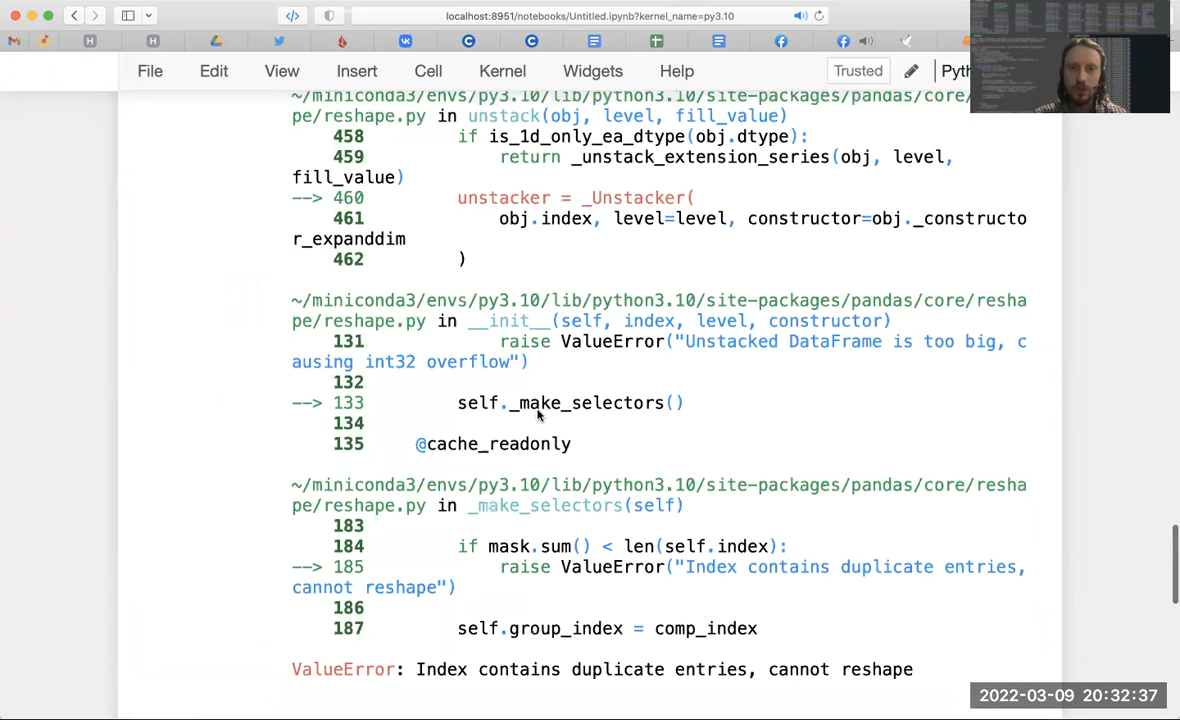 localhost:8951/notebooks/Untitled.ipynb?kernel_name=py3.10
File Edit View Insert Cell Kernel Widgets Help Trusted Pyth
~/miniconda3/envs/py3.10/lib/python3.10/site-packages/pandas/core/
pe/reshape.py in unstack(obj, level, fill_value)
458 if is_1d_only_ea_dtype(obj.dtype):
459 return _unstack_extension_series(obj, level,
fill_value)
--> 460 unstacker = _Unstacker(
461 obj.index, level=level, constructor=obj._constructo
r_expanddim
462 )
~/miniconda3/envs/py3.10/lib/python3.10/site-packages/pandas/core/resha
pe/reshape.py in __init__(self, index, level, constructor)
131 raise ValueError("Unstacked DataFrame is too big, c
ausing int32 overflow")
132
--> 133 self._make_selectors()
134
135 @cache_readonly
~/miniconda3/envs/py3.10/lib/python3.10/site-packages/pandas/core/resha
pe/reshape.py in _make_selectors(self)
183
184 if mask.sum() < len(self.index):
--> 185 raise ValueError("Index contains duplicate entries,
cannot reshape")
186
187 self.group_index = comp_index
ValueError: Index contains duplicate entries, cannot reshape
2022-03-09 20:32:37